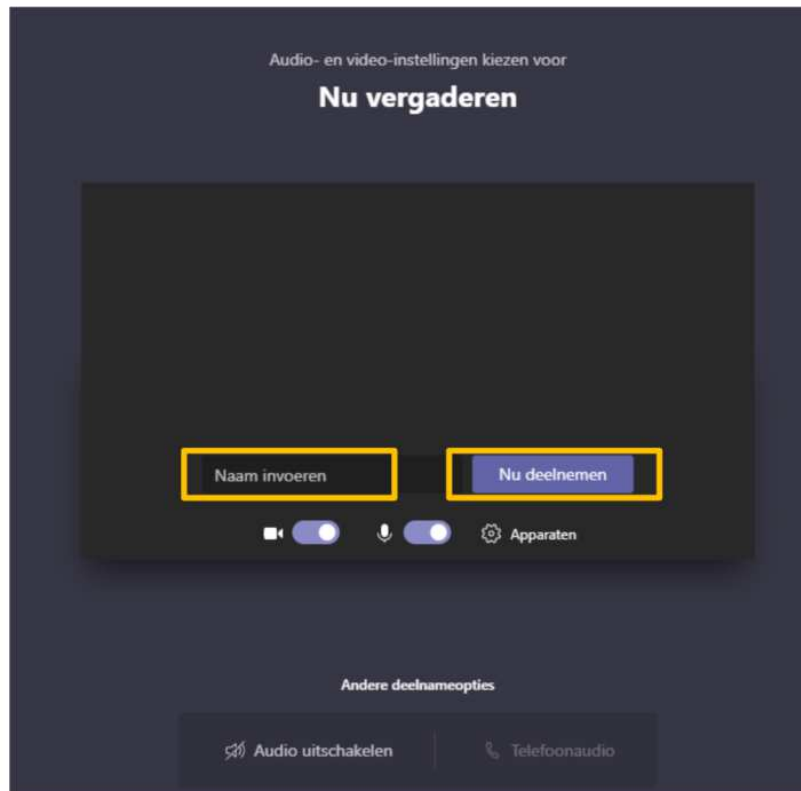 Audio- en video-instellingen kiezen voor
Nu vergaderen
Naam invoeren
Nu deelnemen
Apparaten
Andere deelnameopties
Audio uitschakelen
Telefoonaudio